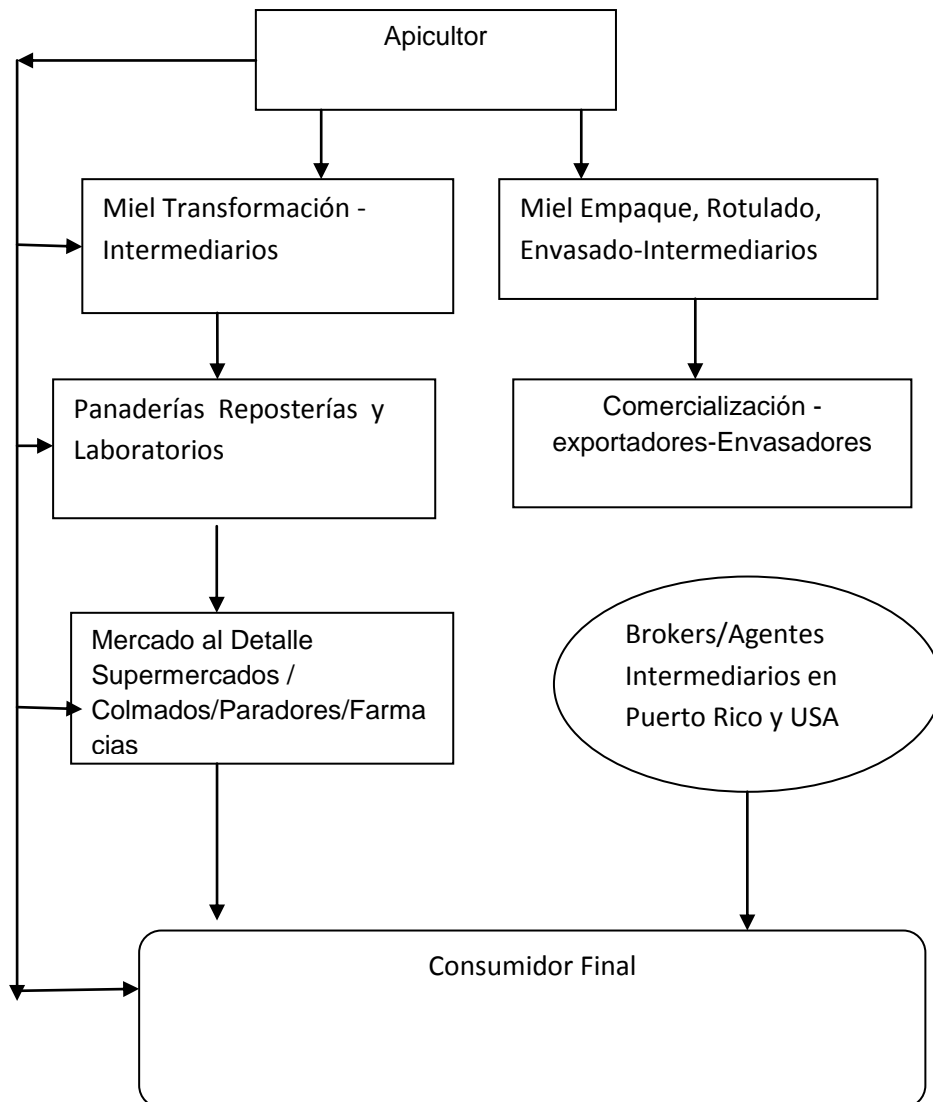 Apicultor
Miel Transformación -
Intermediarios
Miel Empaque, Rotulado,
Envasado-Intermediarios
Panaderías Reposterías y
Laboratorios
Comercialización -
exportadores-Envasadores
Mercado al Detalle
Supermercados /
Colmados/Paradores/Farma
cias
Brokers/Agentes
Intermediarios en
Puerto Rico y USA
Consumidor Final